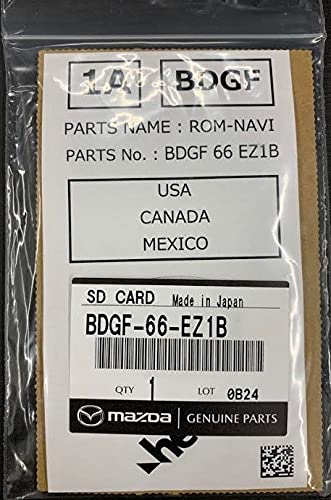 1A BDGF
PARTS NAME : ROM-NAVI
PARTS No. : BDGF 66 EZ1B
USA
CANADA
MEXICO
SD CARD Made in Japan
BDGF-66-EZ1B
QTY 1 LOT 0B24
mazda GENUINE PARTS